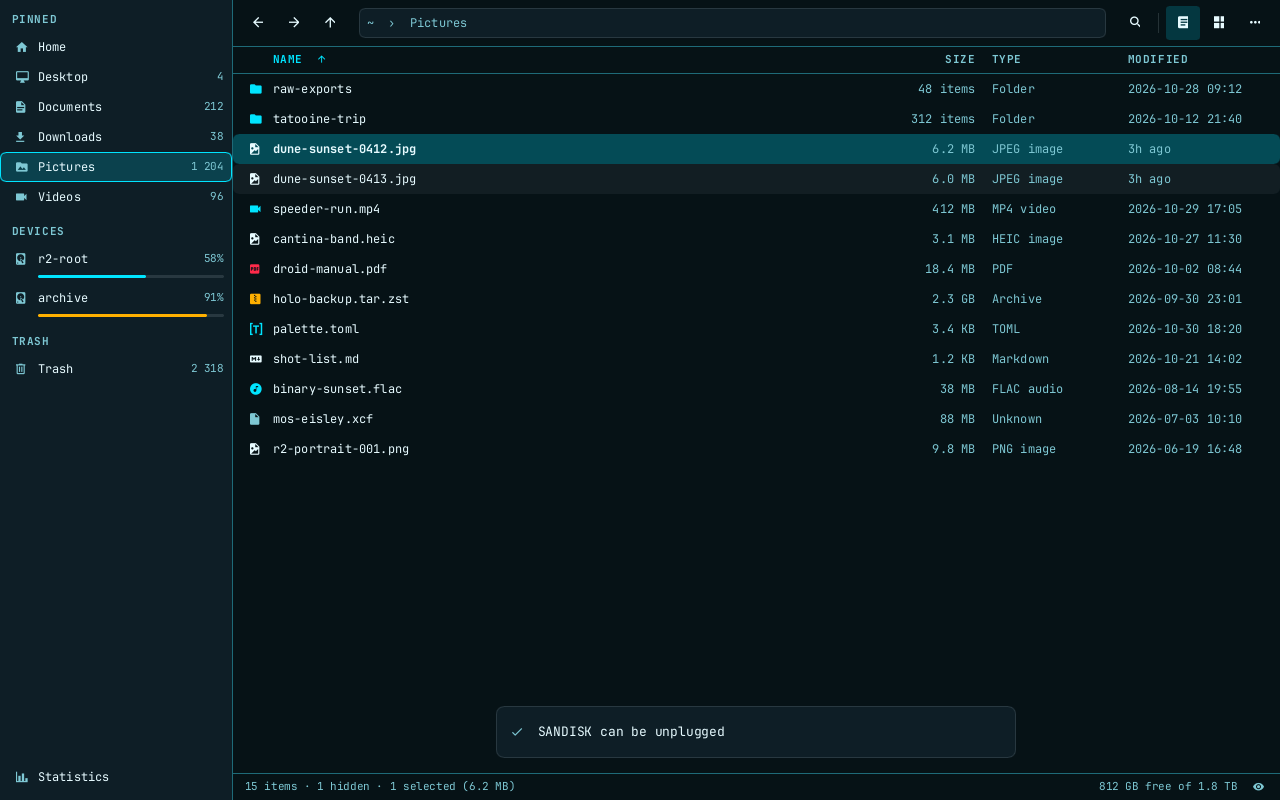 PINNED
Home
Desktop 4
Documents 212
Downloads 38
Pictures 1 204
Videos 96
DEVICES
r2-root 58%
archive 91%
TRASH
Trash 2 318
Statistics
~ › Pictures
NAME ↑ SIZE TYPE MODIFIED
raw-exports 48 items Folder 2026-10-28 09:12
tatooine-trip 312 items Folder 2026-10-12 21:40
dune-sunset-0412.jpg 6.2 MB JPEG image 3h ago
dune-sunset-0413.jpg 6.0 MB JPEG image 3h ago
speeder-run.mp4 412 MB MP4 video 2026-10-29 17:05
cantina-band.heic 3.1 MB HEIC image 2026-10-27 11:30
droid-manual.pdf 18.4 MB PDF 2026-10-02 08:44
holo-backup.tar.zst 2.3 GB Archive 2026-09-30 23:01
palette.toml 3.4 KB TOML 2026-10-30 18:20
shot-list.md 1.2 KB Markdown 2026-10-21 14:02
binary-sunset.flac 38 MB FLAC audio 2026-08-14 19:55
mos-eisley.xcf 88 MB Unknown 2026-07-03 10:10
r2-portrait-001.png 9.8 MB PNG image 2026-06-19 16:48
SANDISK can be unplugged
15 items · 1 hidden · 1 selected (6.2 MB) 812 GB free of 1.8 TB